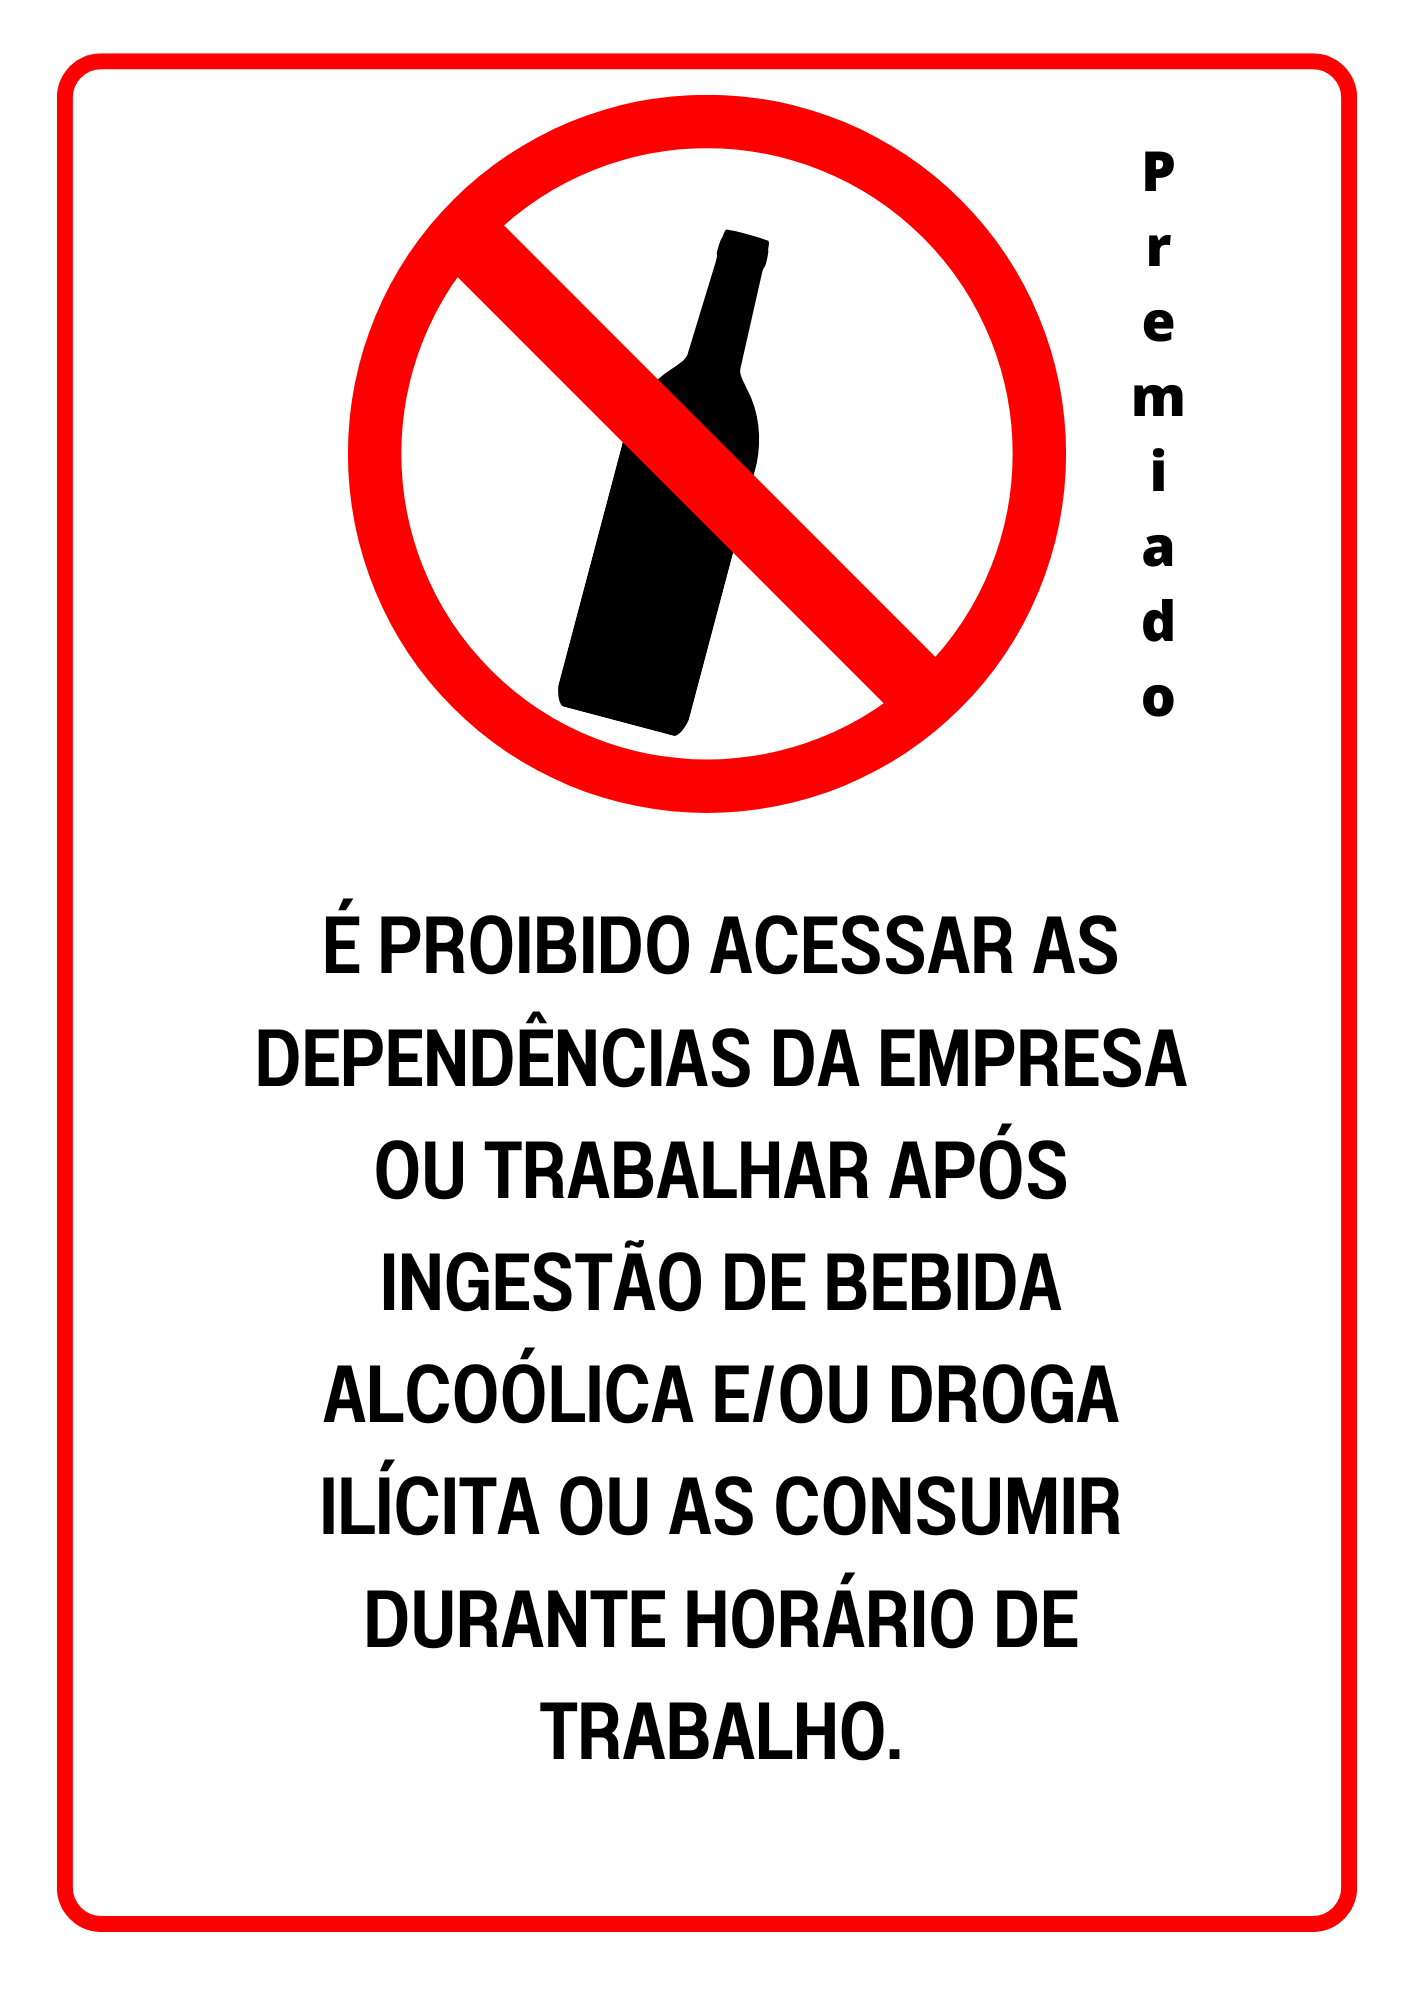 Premiado
É PROIBIDO ACESSAR AS
DEPENDÊNCIAS DA EMPRESA
OU TRABALHAR APÓS
INGESTÃO DE BEBIDA
ALCOÓLICA E/OU DROGA
ILÍCITA OU AS CONSUMIR
DURANTE HORÁRIO DE
TRABALHO.